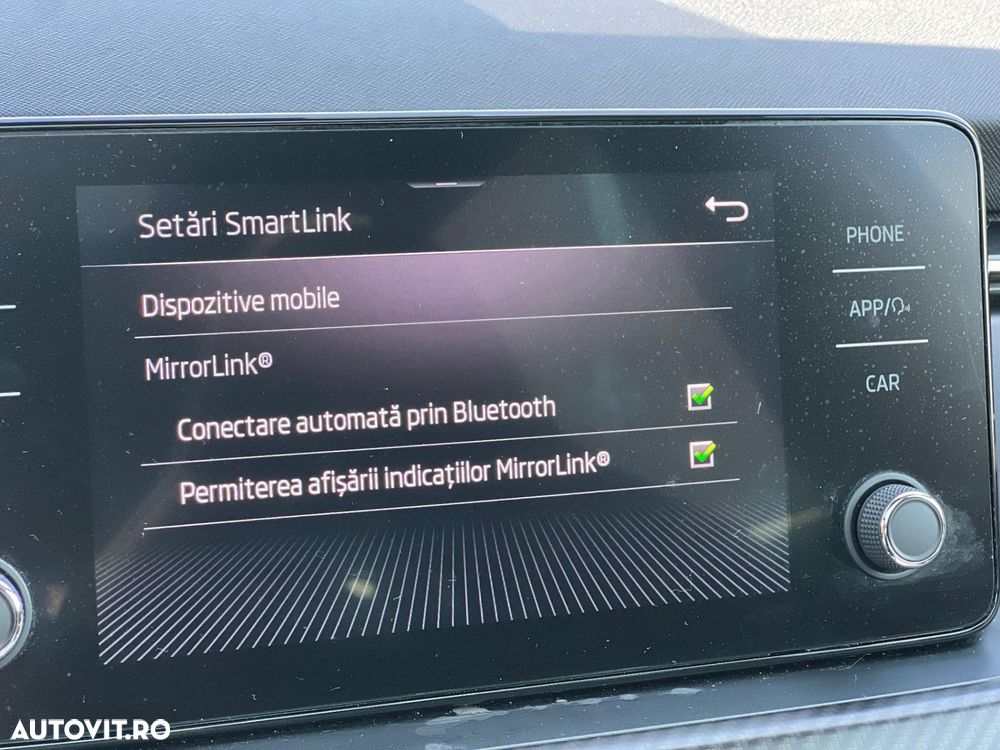 Setări SmartLink
Dispozitive mobile
MirrorLink®
Conectare automată prin Bluetooth
Permiterea afișării indicațiilor MirrorLink®
PHONE
APP/
CAR
AUTOVIT.RO